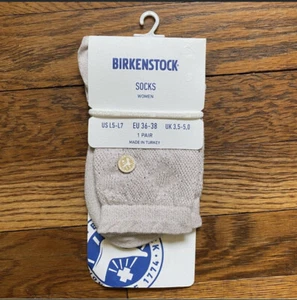 BIRKENSTOCK
SOCKS
WOMEN
US L5-L7 EU 36-38 UK 3,5-5,0
1 PAIR
MADE IN TURKEY
1774